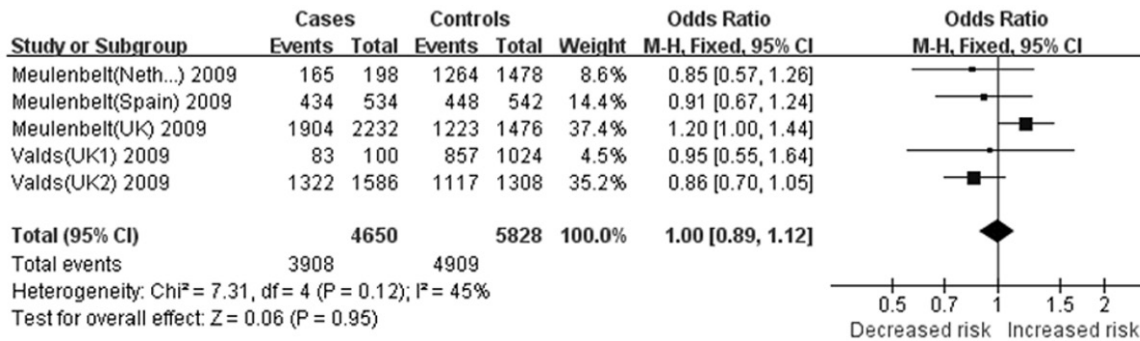 Cases Controls Odds Ratio Odds Ratio
Study or Subgroup Events Total Events Total Weight M-H, Fixed, 95% CI M-H, Fixed, 95% CI
Meulenbelt(Neth...) 2009 165 198 1264 1478 8.6% 0.85 [0.57, 1.26]
Meulenbelt(Spain) 2009 434 534 448 542 14.4% 0.91 [0.67, 1.24]
Meulenbelt(UK) 2009 1904 2232 1223 1476 37.4% 1.20 [1.00, 1.44]
Valds(UK1) 2009 83 100 857 1024 4.5% 0.95 [0.55, 1.64]
Valds(UK2) 2009 1322 1586 1117 1308 35.2% 0.86 [0.70, 1.05]
Total (95% CI) 4650 5828 100.0% 1.00 [0.89, 1.12]
Total events 3908 4909
Heterogeneity: Chi² = 7.31, df = 4 (P = 0.12); I² = 45%
Test for overall effect: Z = 0.06 (P = 0.95)
0.5 0.7 1 1.5 2
Decreased risk Increased risk